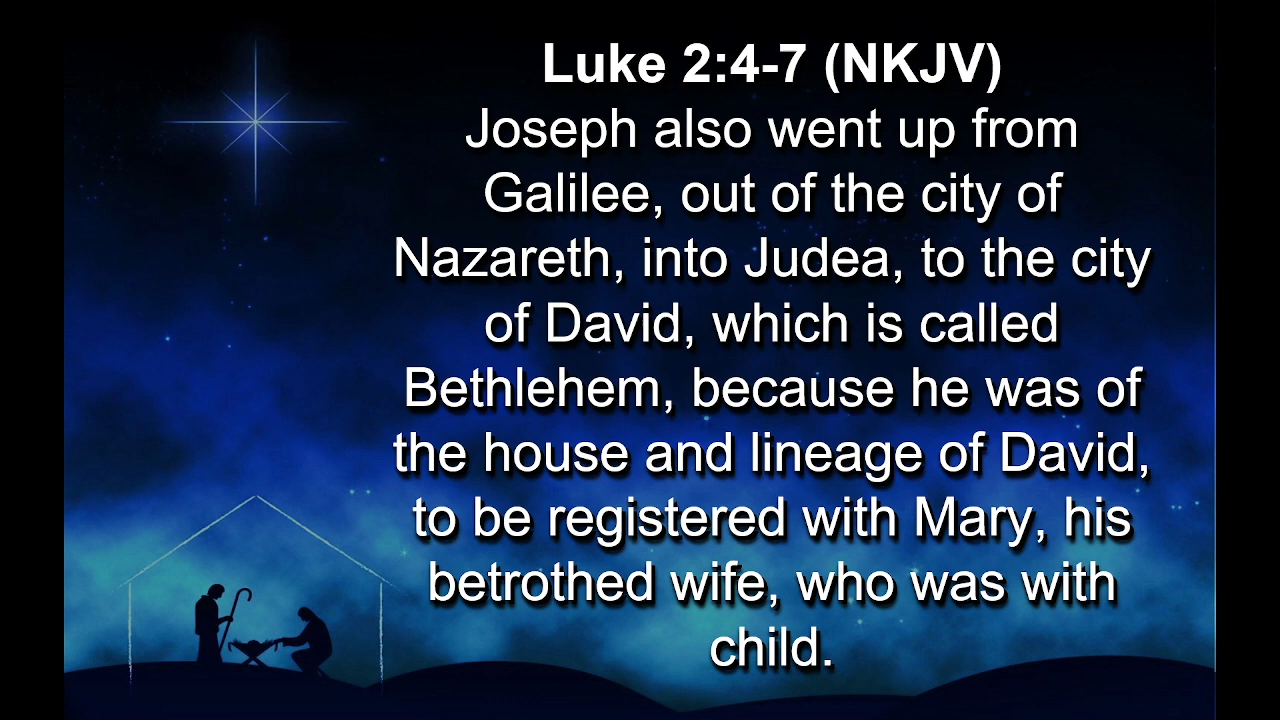 Luke 2:4-7 (NKJV)
Joseph also went up from
Galilee, out of the city of
Nazareth, into Judea, to the city
of David, which is called
Bethlehem, because he was of
the house and lineage of David,
to be registered with Mary, his
betrothed wife, who was with
child.